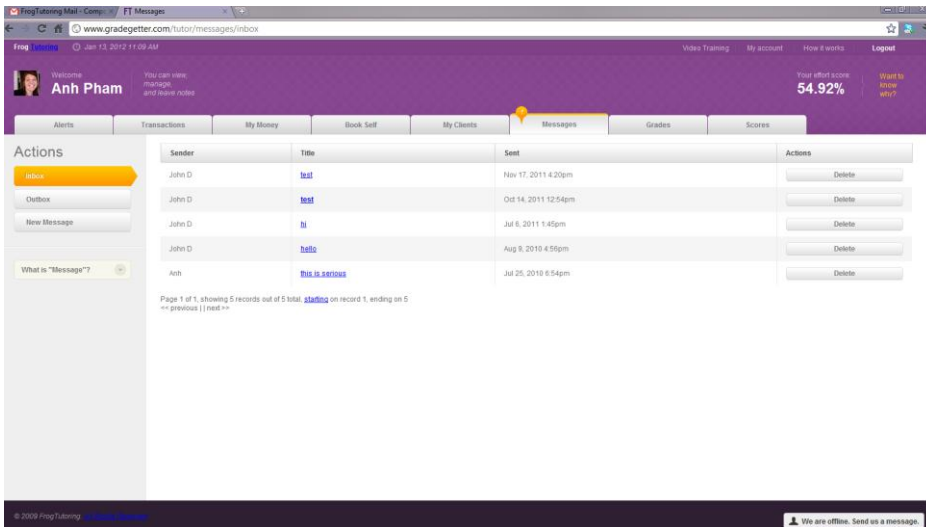 FrogTutoring Mail - Compo
FT Messages
www.gradegetter.com/tutor/messages/inbox
Frog Tutoring Jan 13, 2012 11:09 AM
Video Training My account How it works Logout
Welcome
Anh Pham
You can view,
manage,
and leave notes
Your effort score:
54.92%
Want to
know
why?
Alerts Transactions My Money Book Self My Clients Messages Grades Scores
Actions
Inbox
Outbox
New Message
What is "Message"?
Sender Title Sent Actions
John D test Nov 17, 2011 4:20pm Delete
John D test Oct 14, 2011 12:54pm Delete
John D hi Jul 6, 2011 1:45pm Delete
John D hello Aug 9, 2010 4:56pm Delete
Anh this is serious Jul 25, 2010 6:54pm Delete
Page 1 of 1, showing 5 records out of 5 total, starting on record 1, ending on 5
<< previous | | next >>
© 2009 FrogTutoring.
We are offline. Send us a message.